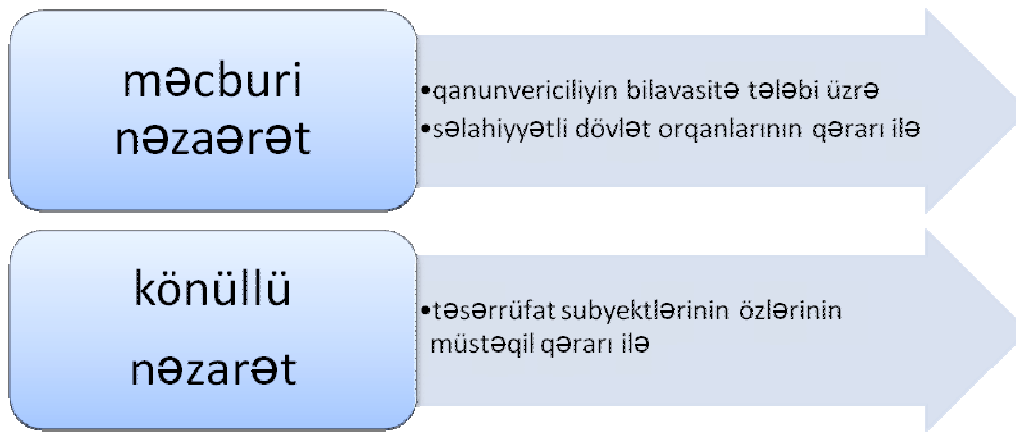 məcburi
nəzaərət
•qanunvericiliyin bilavasitə tələbi üzrə
•səlahiyyətli dövlət orqanlarının qərarı ilə
könüllü
nəzarət
•təsərrüfat subyektlərinin özlərinin
müstəqil qərarı ilə